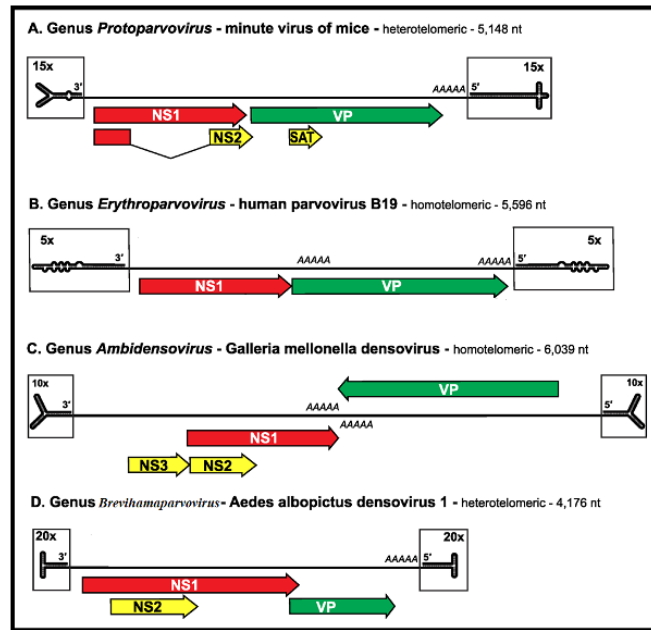 A. Genus Protoparvovirus - minute virus of mice - heterotelomeric - 5,148 nt
15x
3'
AAAAA
5'
15x
NS1
VP
NS2
SAT
B. Genus Erythroparvovirus - human parvovirus B19 - homotelomeric - 5,596 nt
5x
3'
AAAAA
AAAAA
5'
5x
NS1
VP
C. Genus Ambidensovirus - Galleria mellonella densovirus - homotelomeric - 6,039 nt
10x
3'
VP
AAAAA
5'
10x
AAAAA
NS1
NS3
NS2
D. Genus Brevihamaparvovirus- Aedes albopictus densovirus 1 - heterotelomeric - 4,176 nt
20x
3'
AAAAA
5'
20x
NS1
NS2
VP